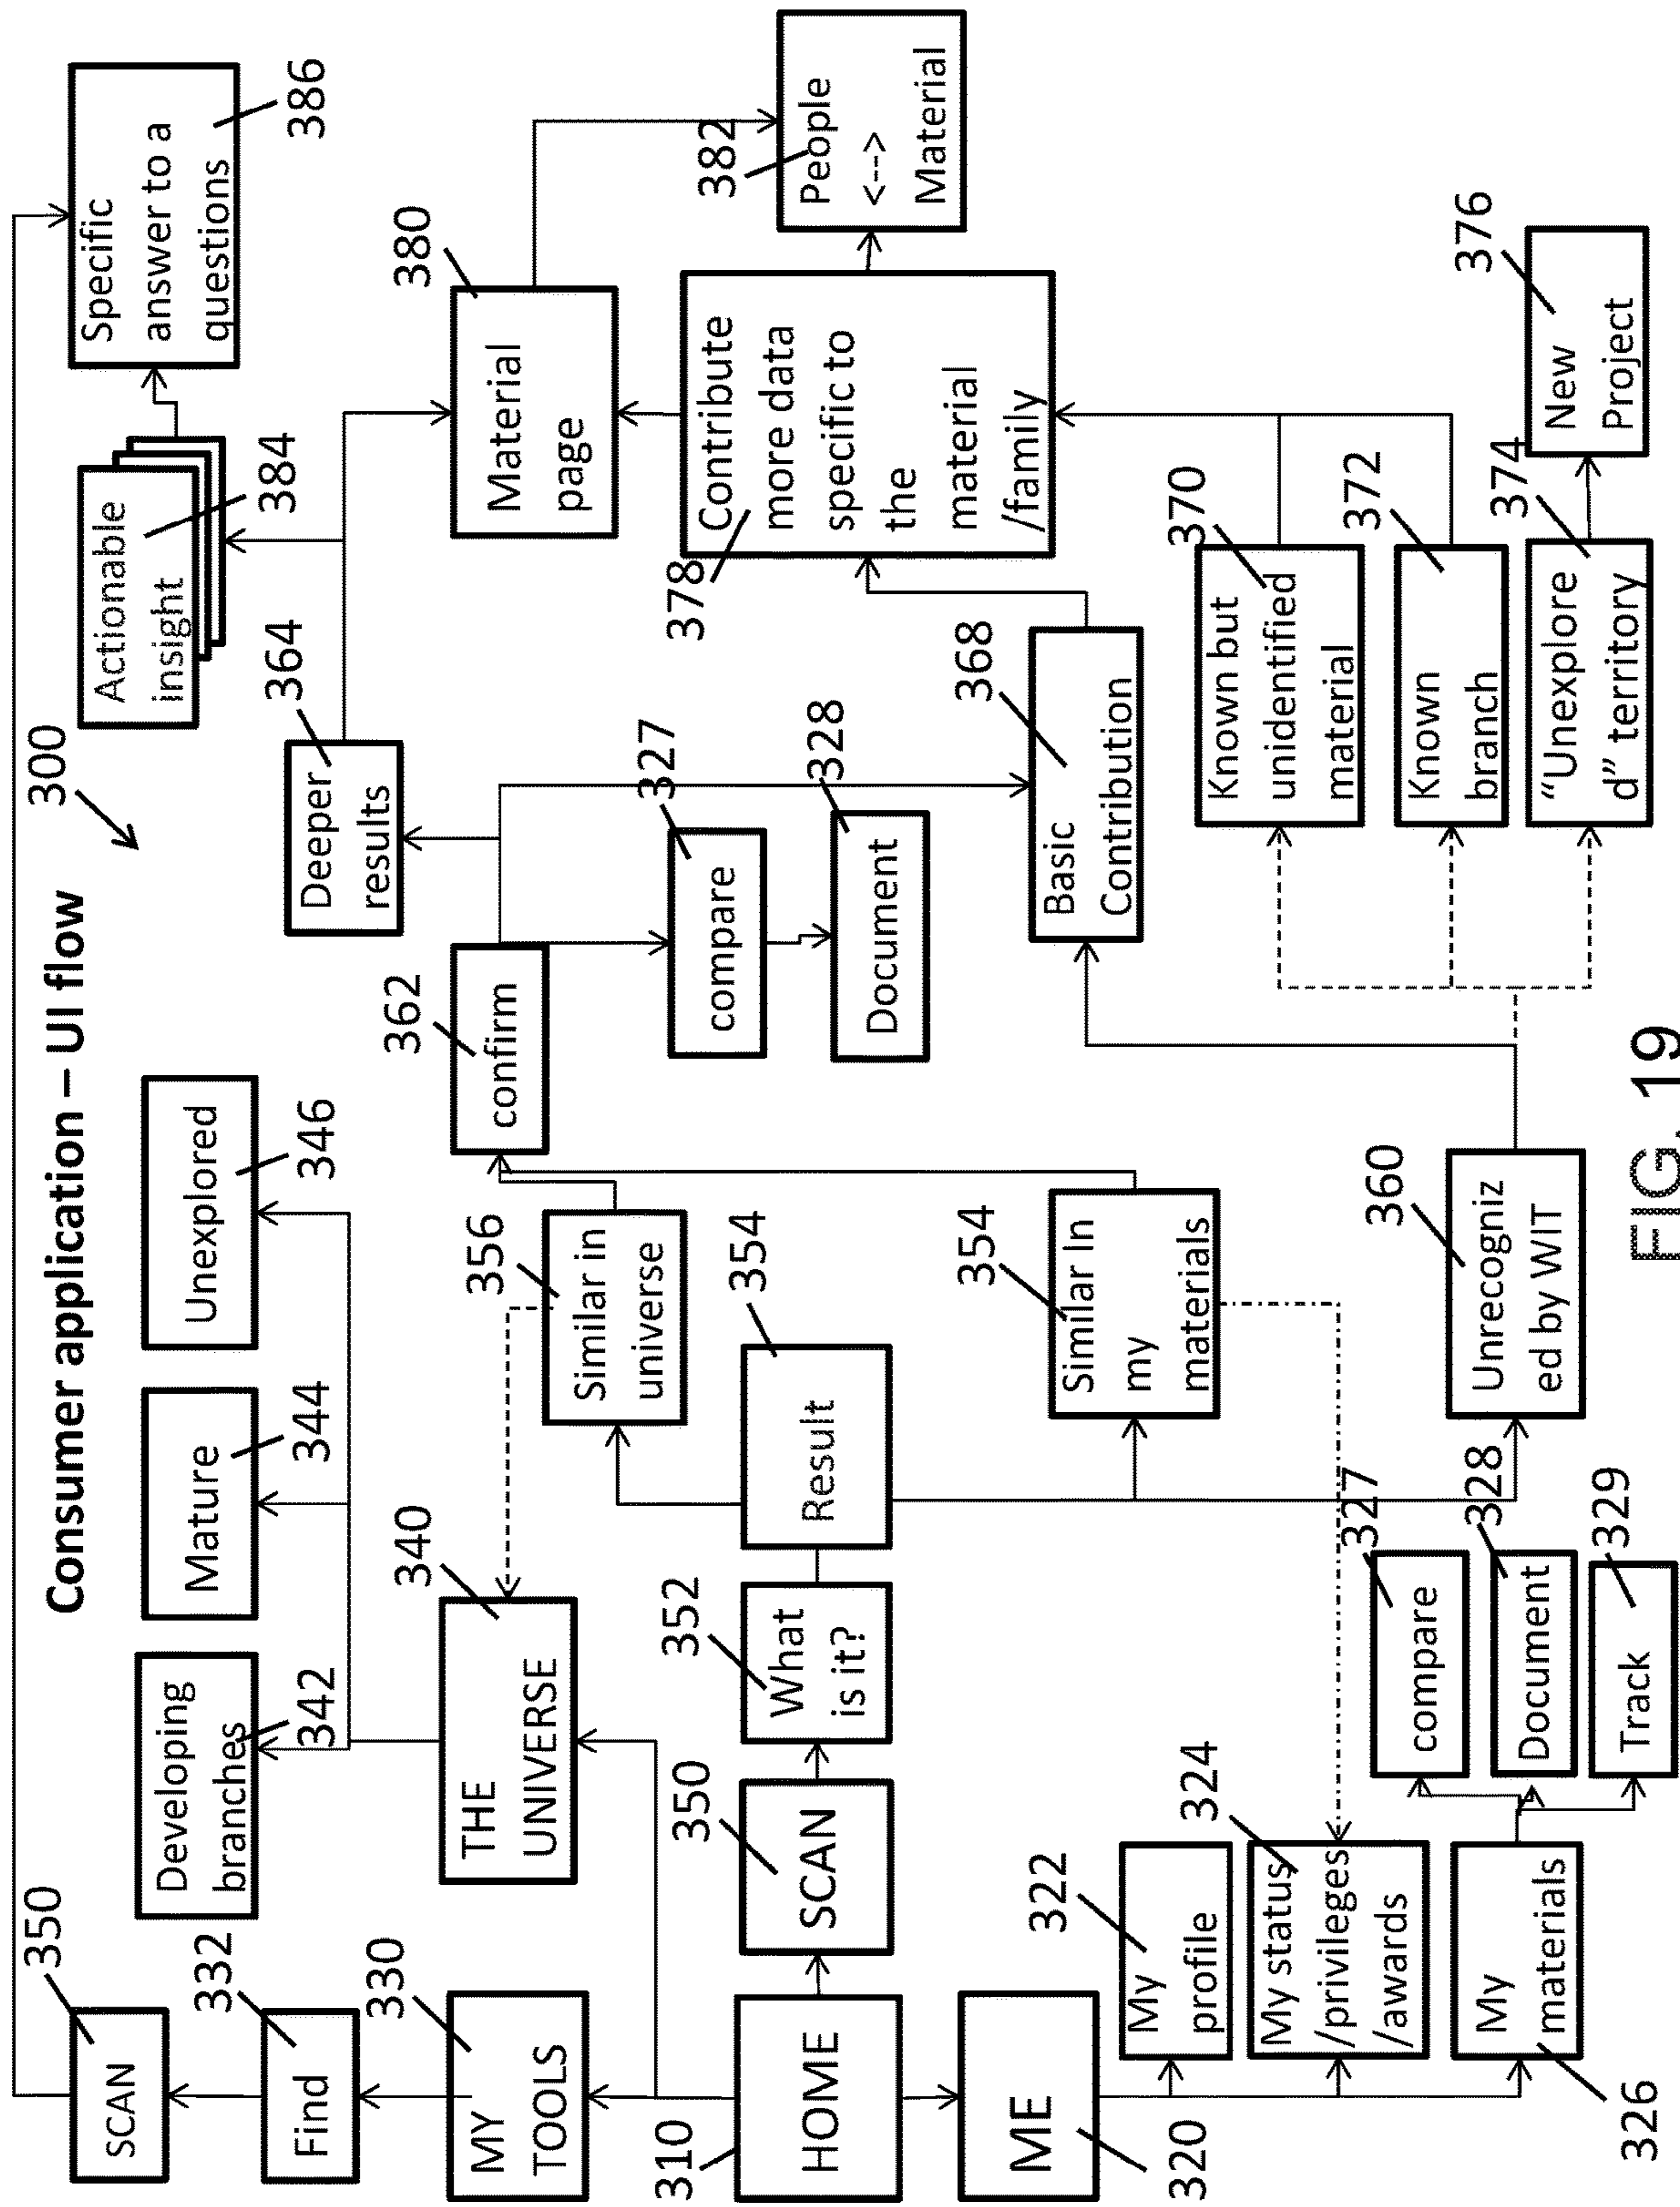 Consumer application – UI flow
300
350
SCAN
332
Find
330
MY
TOOLS
310
HOME
320
ME
Developing
branches
342
Mature
344
Unexplored
346
340
THE
UNIVERSE
350
SCAN
352
What
is it?
354
Result
356
Similar in
universe
354
Similar In
my
materials
360
Unrecogniz
ed by WIT
322
My
profile
324
My status
/privileges
/awards
326
My
materials
327
compare
328
Document
329
Track
362
confirm
364
Deeper
results
327
compare
328
Document
368
Basic
Contribution
370
Known but
unidentified
material
372
Known
branch
374
“Unexplore
d” territory
376
New
Project
378
Contribute
more data
specific to
the
material
/family
380
Material
page
382
People
<-->
Material
384
Actionable
insight
386
Specific
answer to a
questions
FIG. 19